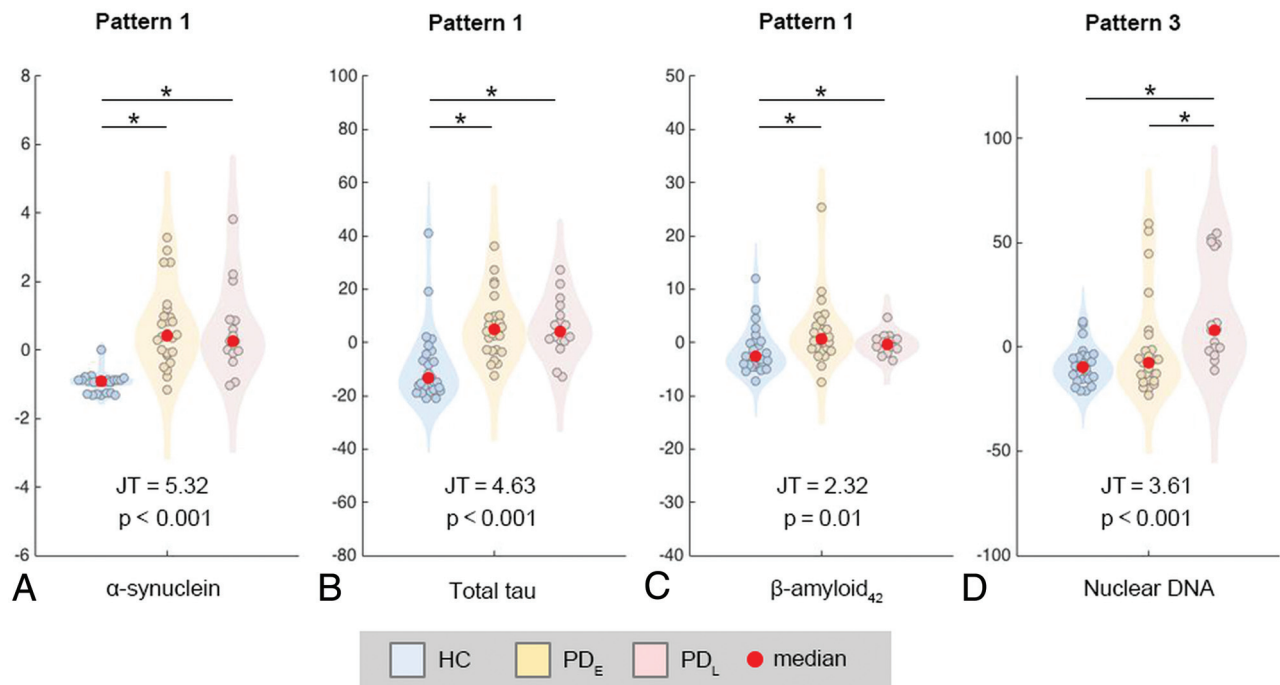 Pattern 1
Pattern 1
Pattern 1
Pattern 3
8
6
4
2
0
-2
-4
-6
*
*
JT = 5.32
p < 0.001
A
α-synuclein
100
80
60
40
20
0
-20
-40
-60
-80
*
*
JT = 4.63
p < 0.001
B
Total tau
50
40
30
20
10
0
-10
-20
-30
-40
*
*
JT = 2.32
p = 0.01
C
β-amyloid₄₂
100
50
0
-50
-100
*
*
JT = 3.61
p < 0.001
D
Nuclear DNA
HC PD_E PD_L median